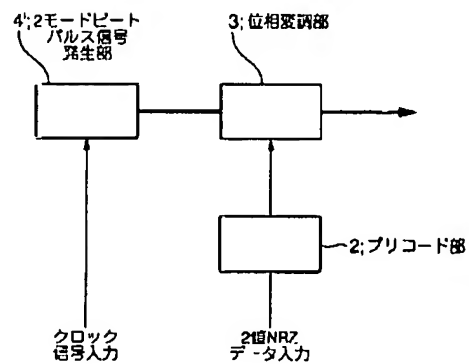 4';2モードビート
パルス信号
発生部
3;位相変調部
2;プリコード部
クロック
信号入力
2値NRZ
データ入力